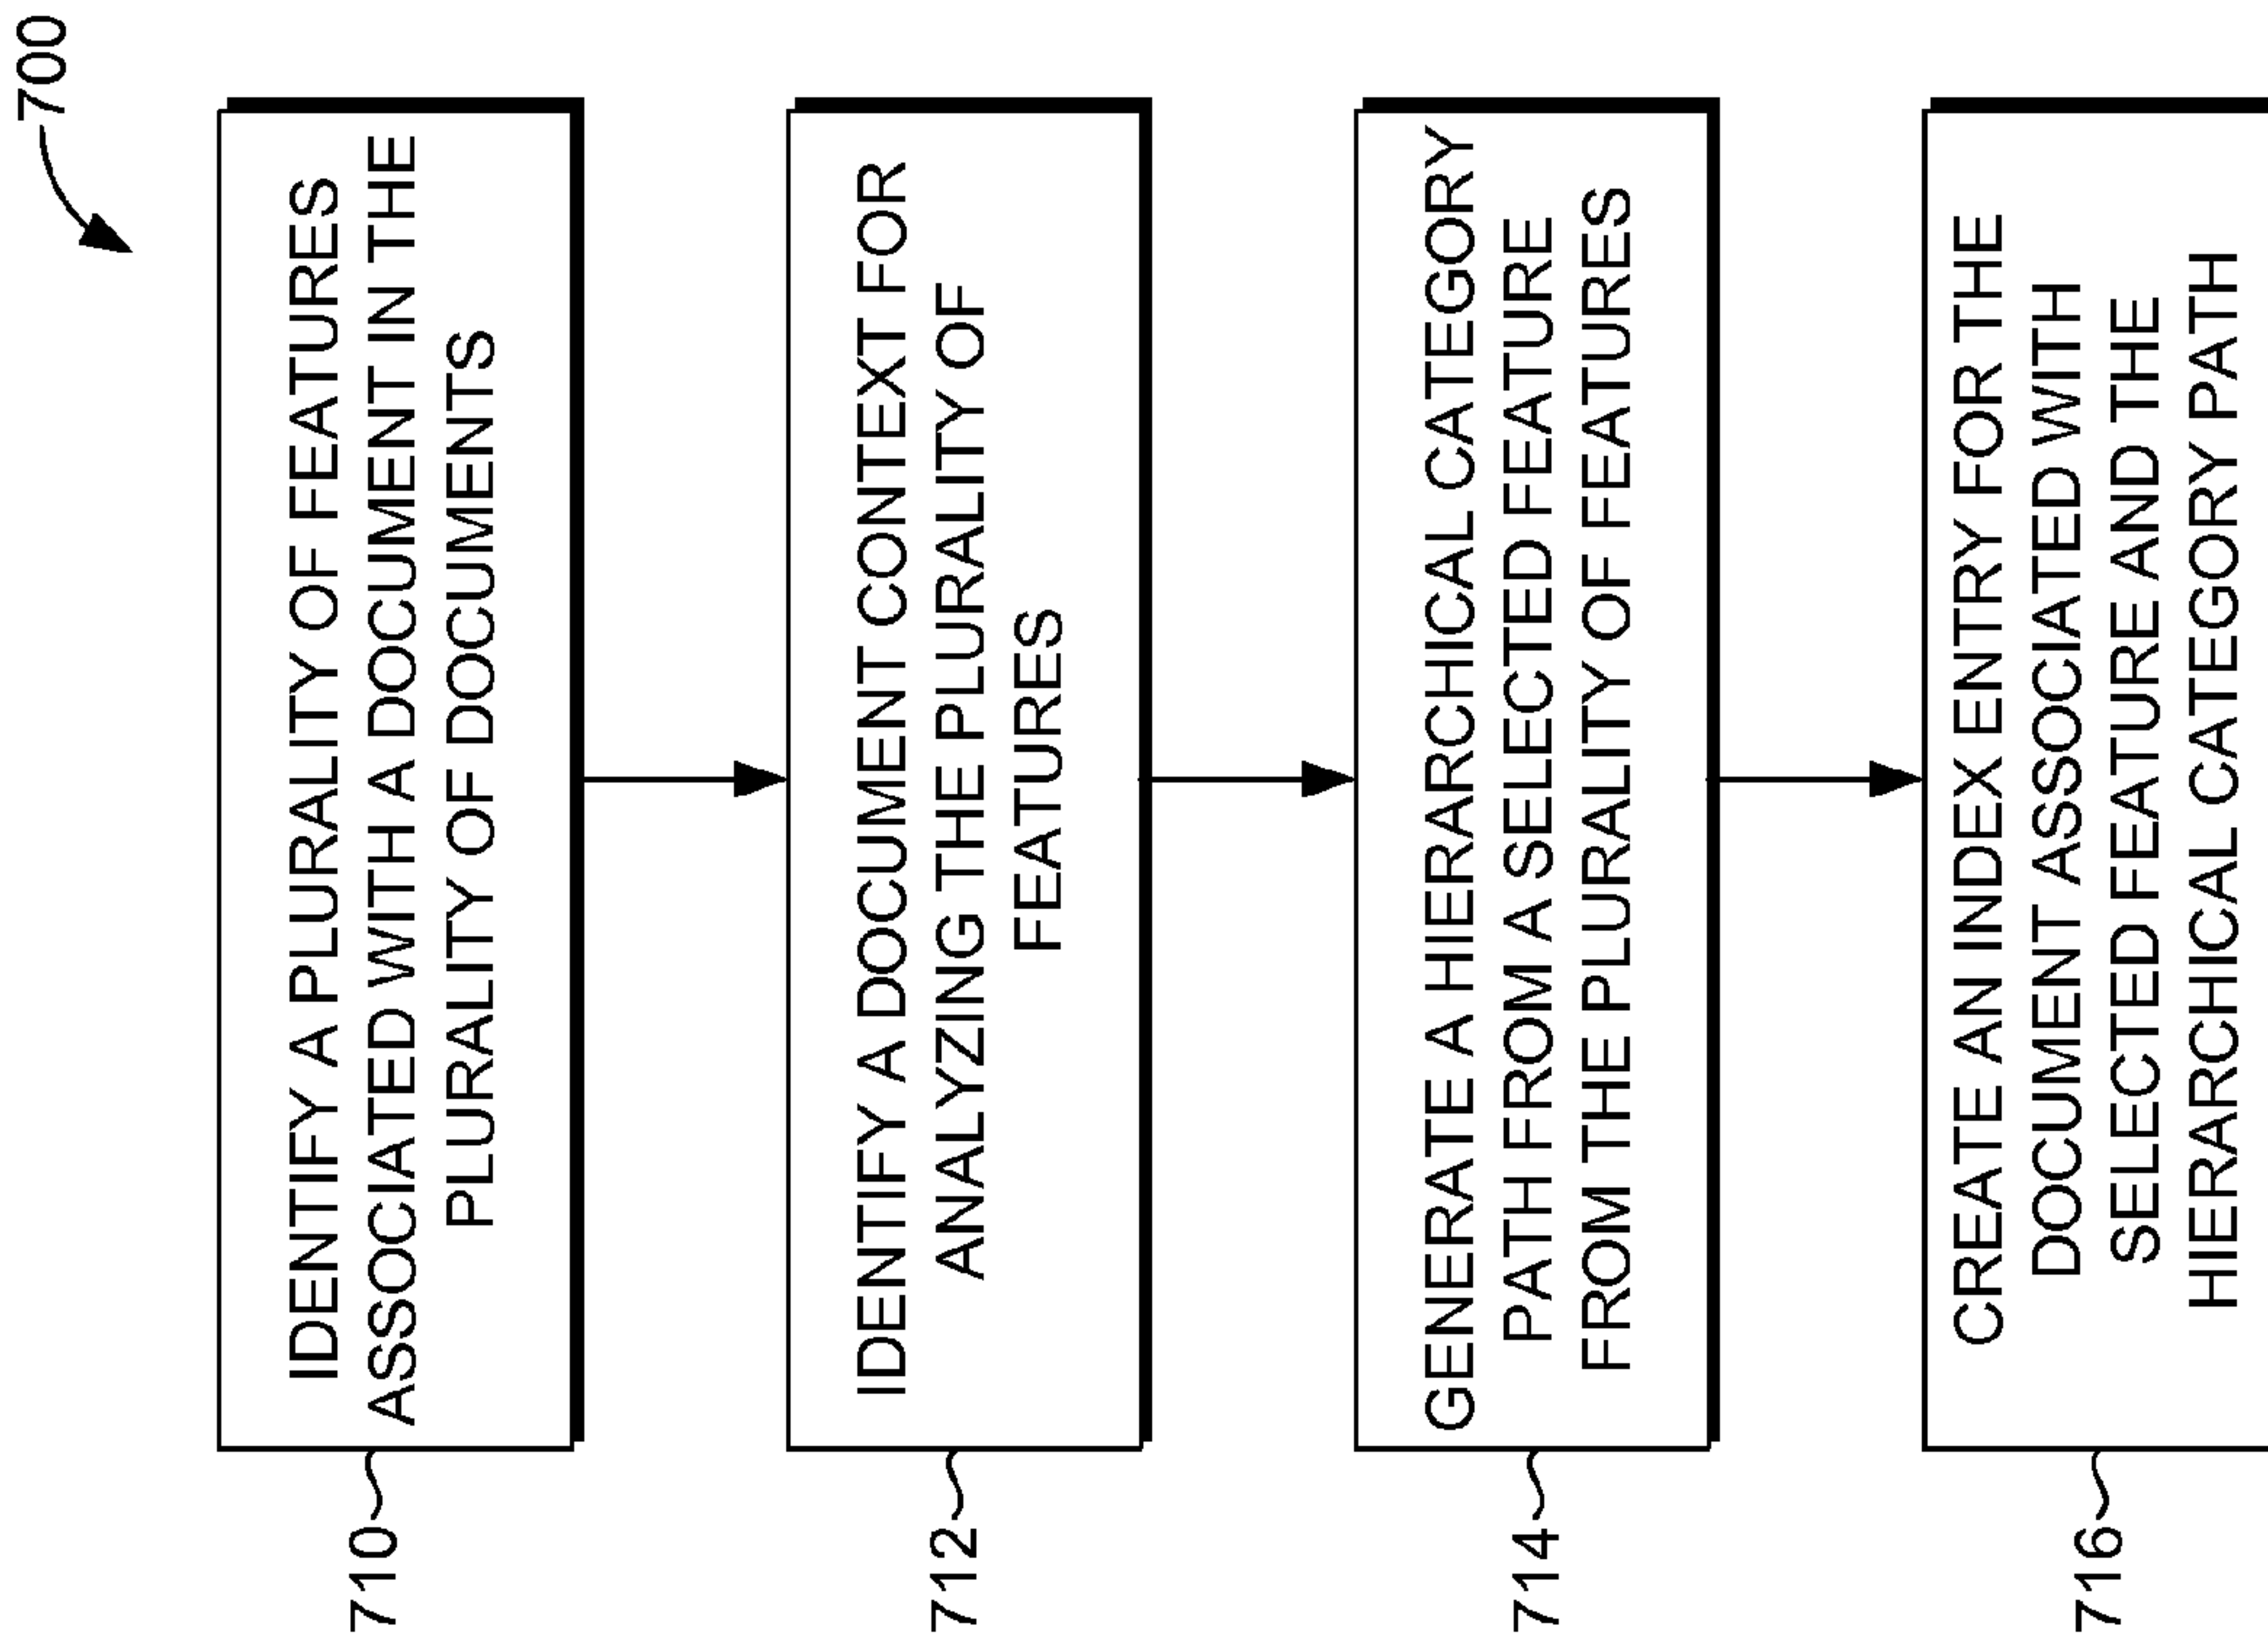 700
IDENTIFY A PLURALITY OF FEATURES
ASSOCIATED WITH A DOCUMENT IN THE
PLURALITY OF DOCUMENTS
710
IDENTIFY A DOCUMENT CONTEXT FOR
ANALYZING THE PLURALITY OF
FEATURES
712
GENERATE A HIERARCHICAL CATEGORY
PATH FROM A SELECTED FEATURE
FROM THE PLURALITY OF FEATURES
714
CREATE AN INDEX ENTRY FOR THE
DOCUMENT ASSOCIATED WITH
SELECTED FEATURE AND THE
HIERARCHICAL CATEGORY PATH
716